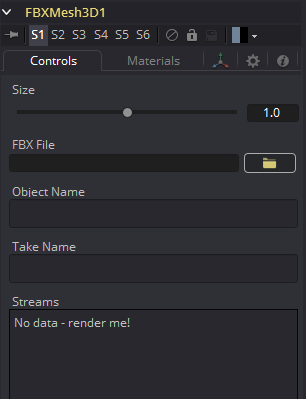 FBXMesh3D1
S1 S2 S3 S4 S5 S6
Controls Materials
Size
1.0
FBX File
Object Name
Take Name
Streams
No data - render me!